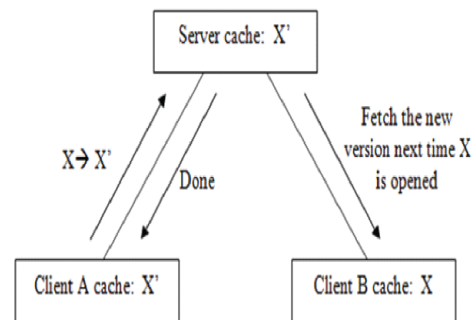 Server cache: X’
Fetch the new
version next time X
is opened
X→ X’
Done
Client A cache: X’
Client B cache: X